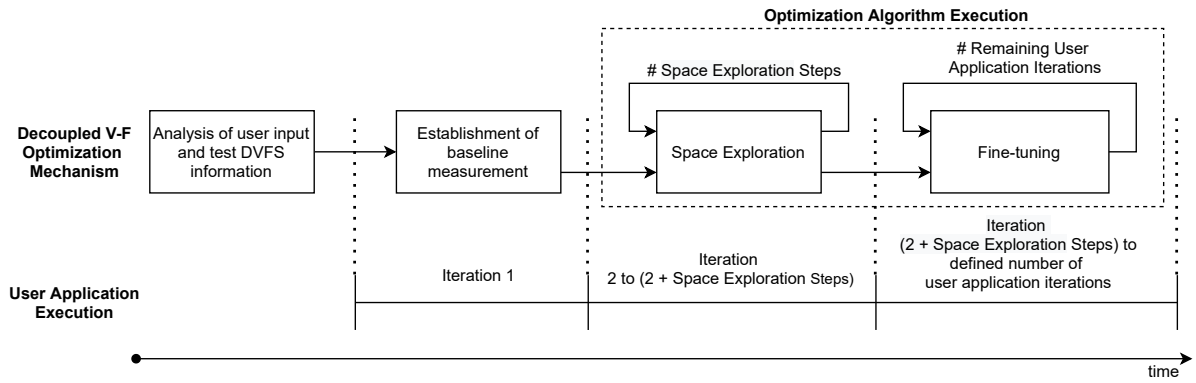 Optimization Algorithm Execution
# Space Exploration Steps
# Remaining User
Application Iterations
Decoupled V-F
Optimization
Mechanism
Analysis of user input
and test DVFS
information
Establishment of
baseline
measurement
Space Exploration
Fine-tuning
User Application
Execution
Iteration 1
Iteration
2 to (2 + Space Exploration Steps)
Iteration
(2 + Space Exploration Steps) to
defined number of
user application iterations
time